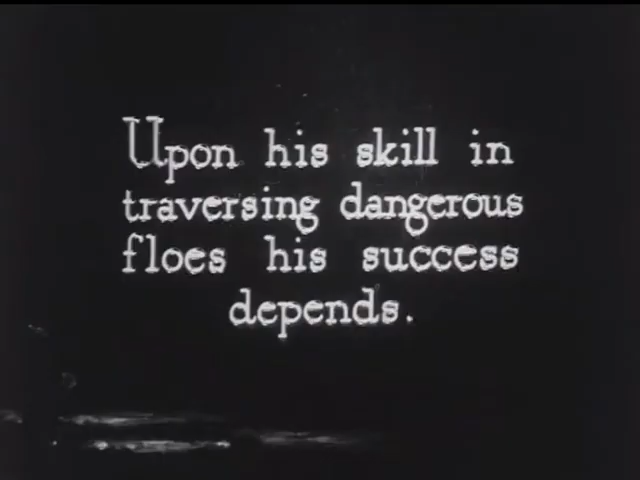 Upon his skill in
traversing dangerous
floes his success
depends.